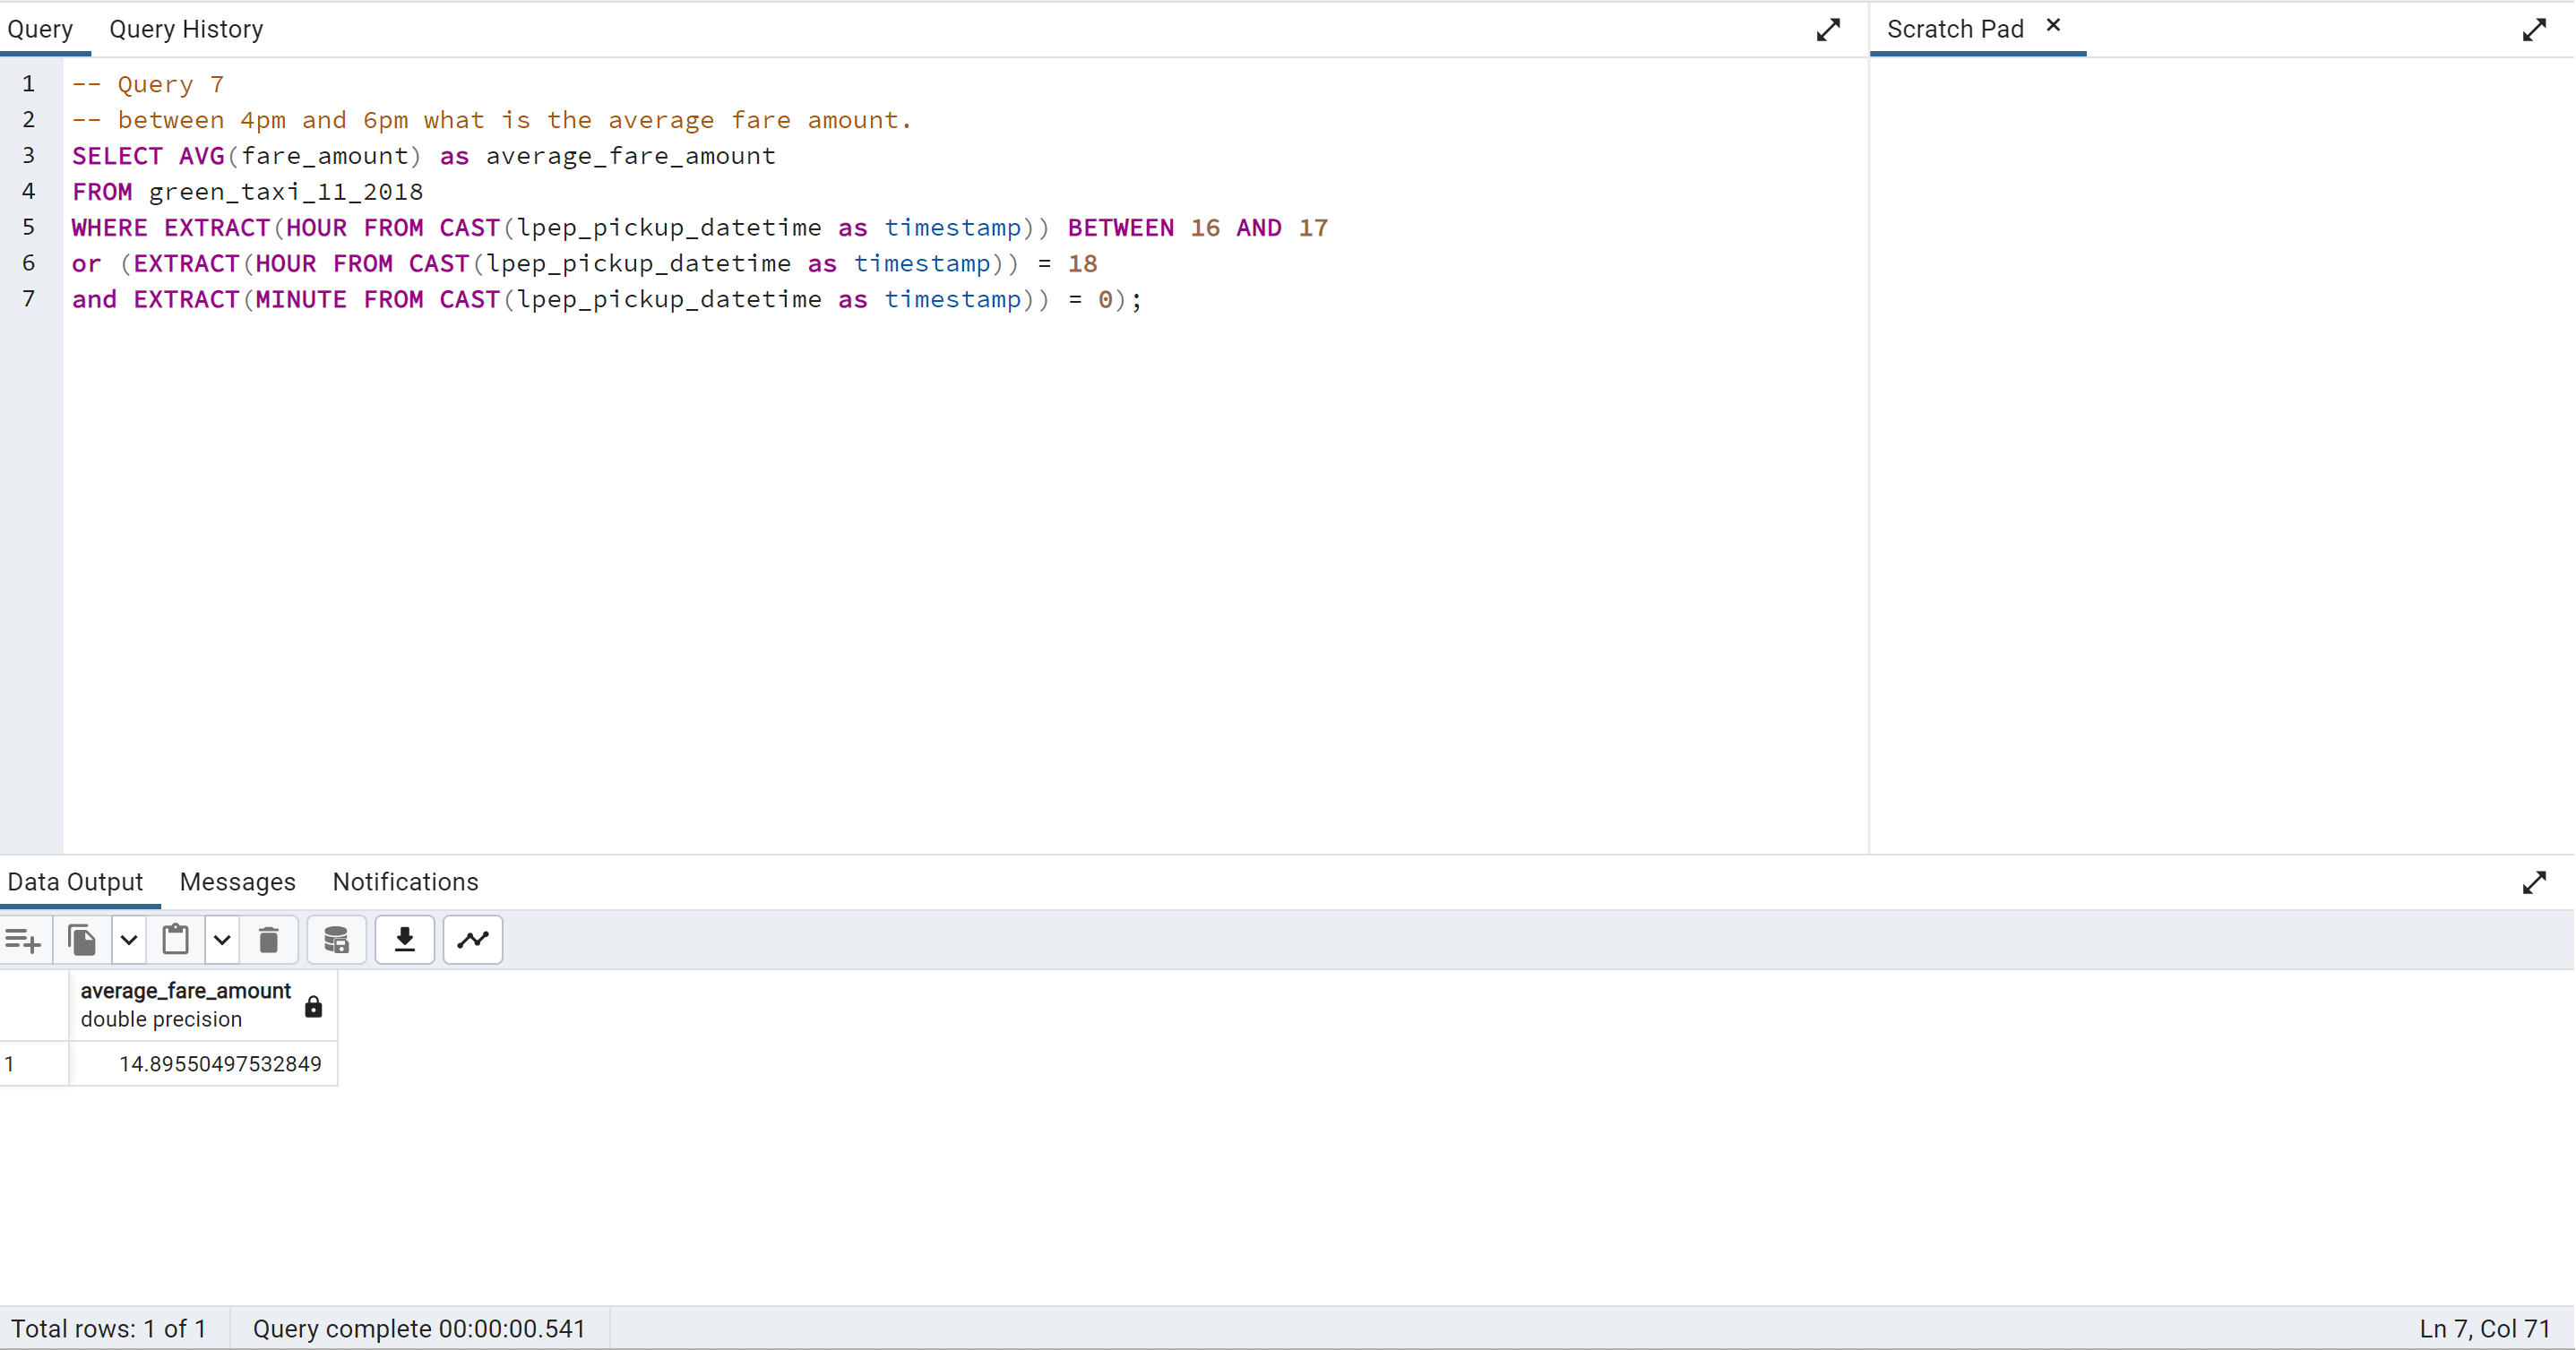 Query Query History Scratch Pad ×
1 -- Query 7
2 -- between 4pm and 6pm what is the average fare amount.
3 SELECT AVG(fare_amount) as average_fare_amount
4 FROM green_taxi_11_2018
5 WHERE EXTRACT(HOUR FROM CAST(lpep_pickup_datetime as timestamp)) BETWEEN 16 AND 17
6 or (EXTRACT(HOUR FROM CAST(lpep_pickup_datetime as timestamp)) = 18
7 and EXTRACT(MINUTE FROM CAST(lpep_pickup_datetime as timestamp)) = 0);
Data Output Messages Notifications
average_fare_amount
double precision
1 14.89550497532849
Total rows: 1 of 1 Query complete 00:00:00.541 Ln 7, Col 71